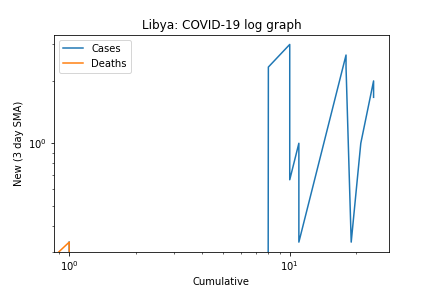 Libya: COVID-19 log graph
Cases
Deaths
New (3 day SMA)
10⁰
10⁰
10¹
Cumulative